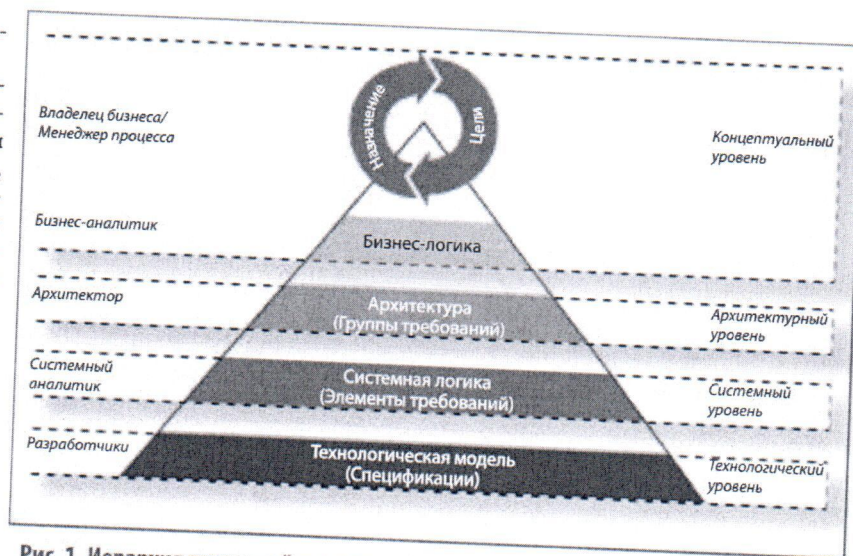 Владелец бизнеса/
Менеджер процесса
Назначение
Цели
Концептуальный
уровень
Бизнес-аналитик
Бизнес-логика
Архитектор
Архитектура
(Группы требований)
Архитектурный
уровень
Системный
аналитик
Системная логика
(Элементы требований)
Системный
уровень
Разработчики
Технологическая модель
(Спецификации)
Технологический
уровень
Рис. 1.